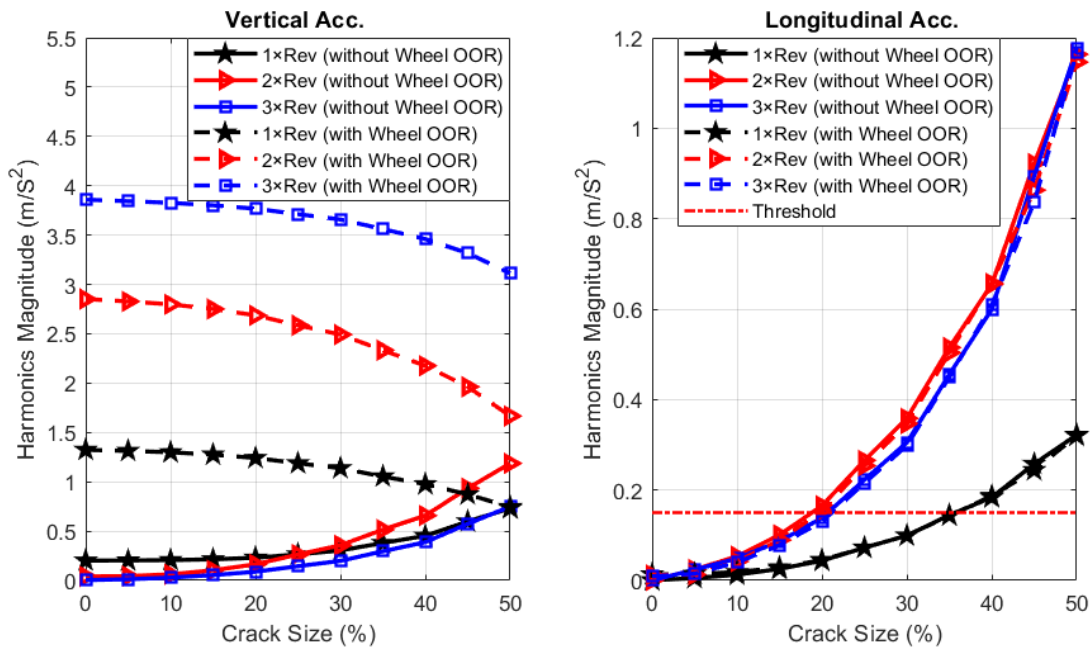 Vertical Acc.
5.5
5
4.5
4
3.5
3
2.5
2
1.5
1
0.5
0
Harmonics Magnitude (m/S²)
1×Rev (without Wheel OOR)
2×Rev (without Wheel OOR)
3×Rev (without Wheel OOR)
1×Rev (with Wheel OOR)
2×Rev (with Wheel OOR)
3×Rev (with Wheel OOR)
0 10 20 30 40 50
Crack Size (%)
Longitudinal Acc.
1.2
1
0.8
0.6
0.4
0.2
0
Harmonics Magnitude (m/S²)
1×Rev (without Wheel OOR)
2×Rev (without Wheel OOR)
3×Rev (without Wheel OOR)
1×Rev (with Wheel OOR)
2×Rev (with Wheel OOR)
3×Rev (with Wheel OOR)
Threshold
0 10 20 30 40 50
Crack Size (%)